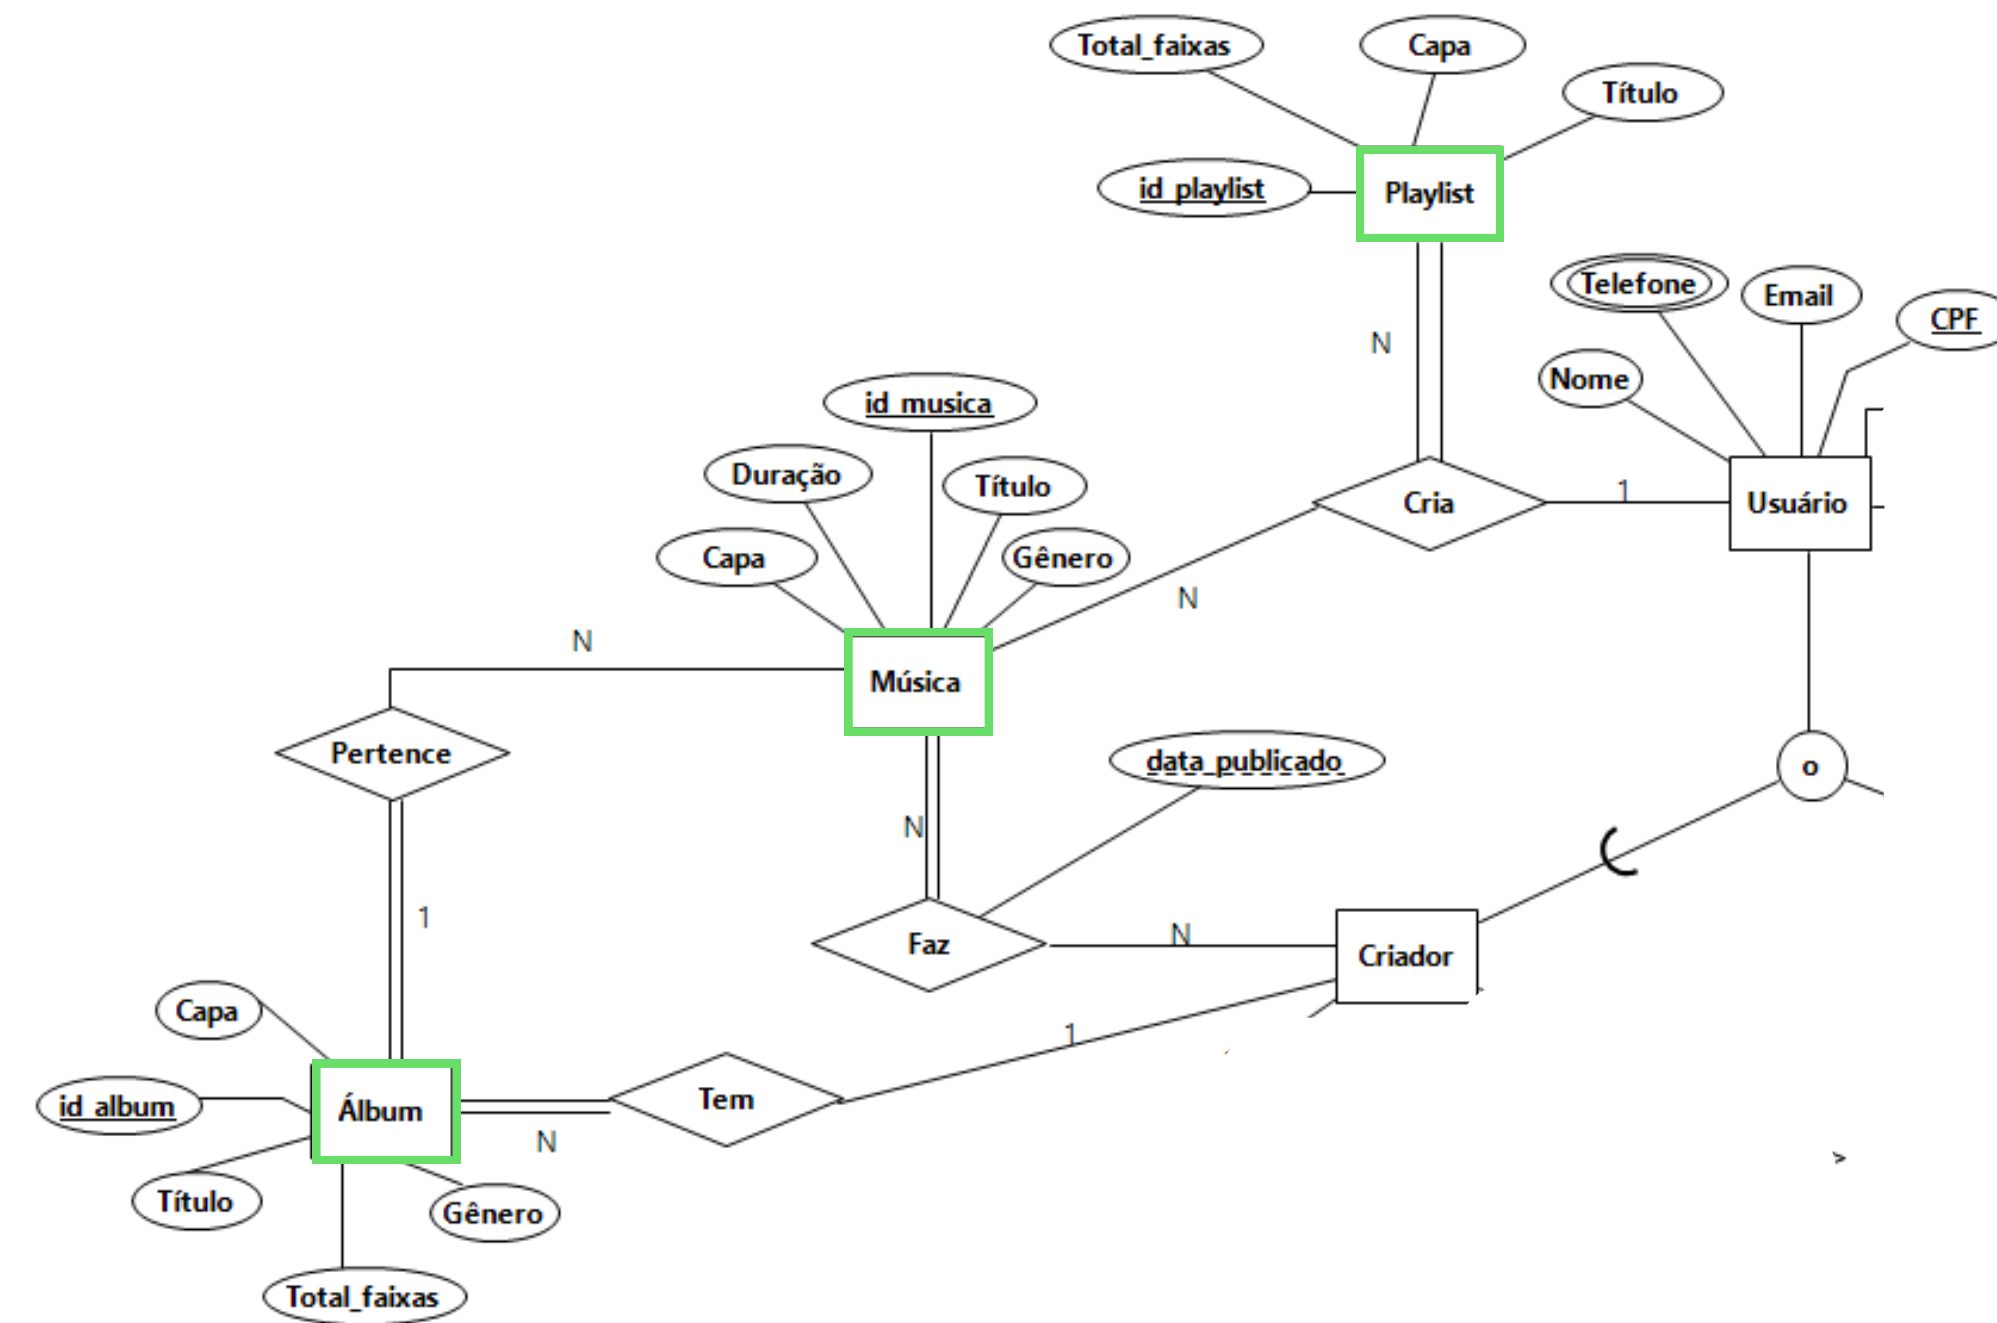 Total_faixas
Capa
Título
id_playlist
Playlist
Telefone
Email
CPF
Nome
N
id_musica
Duração
Título
Capa
Gênero
Cria
1
Usuário
N
N
Música
Pertence
data_publicado
o
N
1
Faz
N
Criador
Capa
1
Álbum
id_album
Tem
N
Título
Gênero
Total_faixas